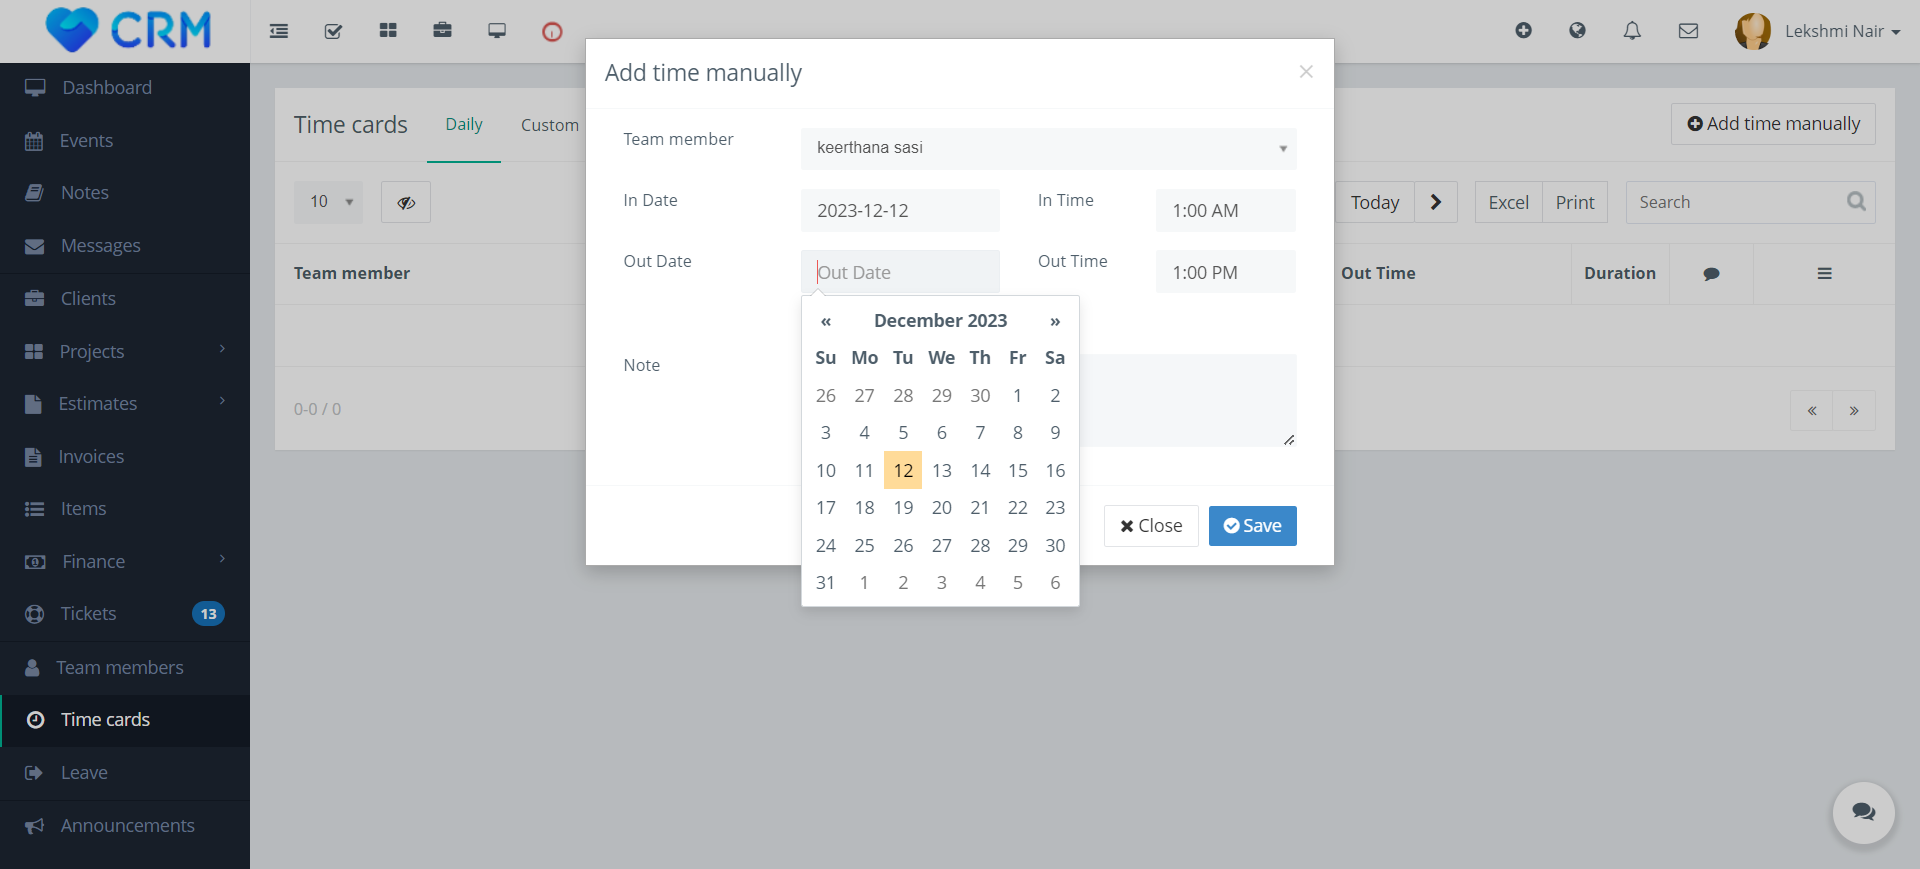 CRM
Lekshmi Nair
Dashboard
Events
Notes
Messages
Clients
Projects
Estimates
Invoices
Items
Finance
Tickets 13
Team members
Time cards
Leave
Announcements
Time cards Daily Custom
Add time manually
10
Today Excel Print Search
Team member Out Time Duration
0-0 / 0
« »
Add time manually ×
Team member keerthana sasi
In Date 2023-12-12 In Time 1:00 AM
Out Date Out Date Out Time 1:00 PM
« December 2023 »
Su Mo Tu We Th Fr Sa
26 27 28 29 30 1 2
3 4 5 6 7 8 9
10 11 12 13 14 15 16
17 18 19 20 21 22 23
24 25 26 27 28 29 30
31 1 2 3 4 5 6
Note
Close Save